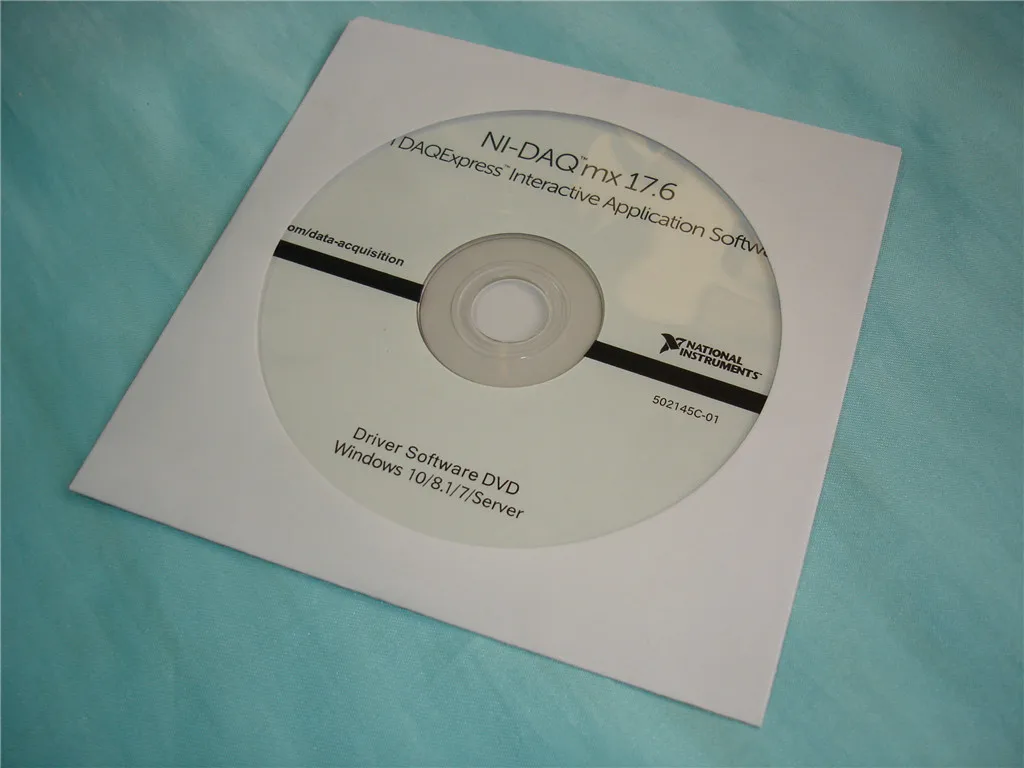 NI-DAQ™mx 17.6
DAQExpress™ Interactive Application Softw
om/data-acquisition
NATIONAL
INSTRUMENTS™
502145C-01
Driver Software DVD
Windows 10/8.1/7/Server